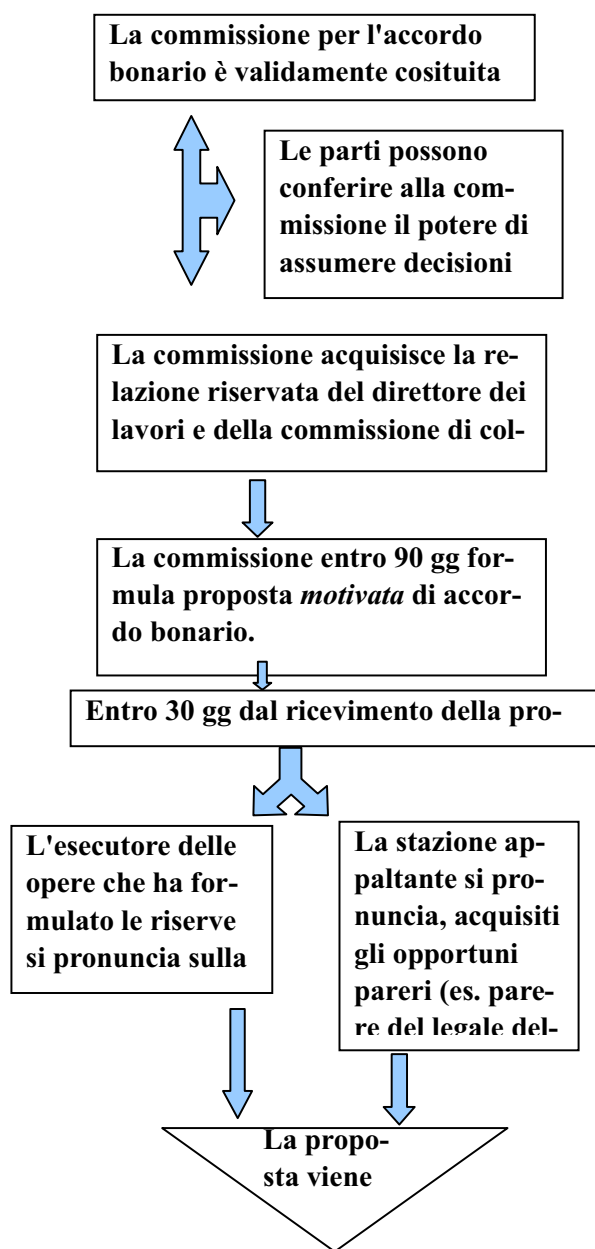 La commissione per l'accordo
bonario è validamente cosituita
Le parti possono
conferire alla com-
missione il potere di
assumere decisioni
La commissione acquisisce la re-
lazione riservata del direttore dei
lavori e della commissione di col-
La commissione entro 90 gg for-
mula proposta motivata di accor-
do bonario.
Entro 30 gg dal ricevimento della pro-
L'esecutore delle
opere che ha for-
mulato le riserve
si pronuncia sulla
La stazione ap-
paltante si pro-
nuncia, acquisiti
gli opportuni
pareri (es. pare-
re del legale del-
La propo-
sta viene